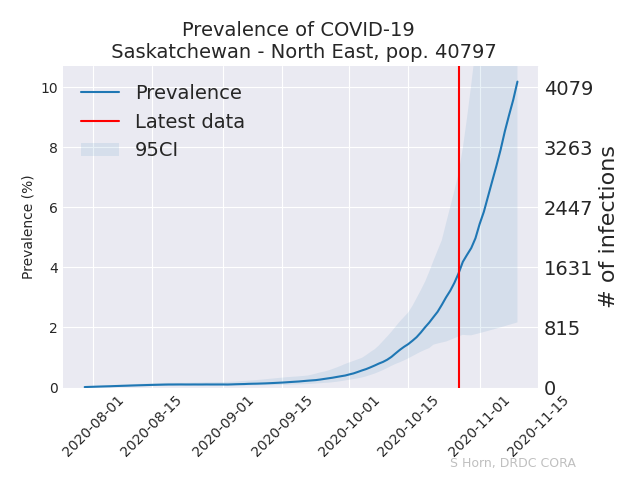 Prevalence of COVID-19
Saskatchewan - North East, pop. 40797
Prevalence
Latest data
95CI
Prevalence (%)
10
8
6
4
2
0
4079
3263
2447
1631
815
0
# of infections
2020-08-01
2020-08-15
2020-09-01
2020-09-15
2020-10-01
2020-10-15
2020-11-01
2020-11-15
S Horn, DRDC CORA